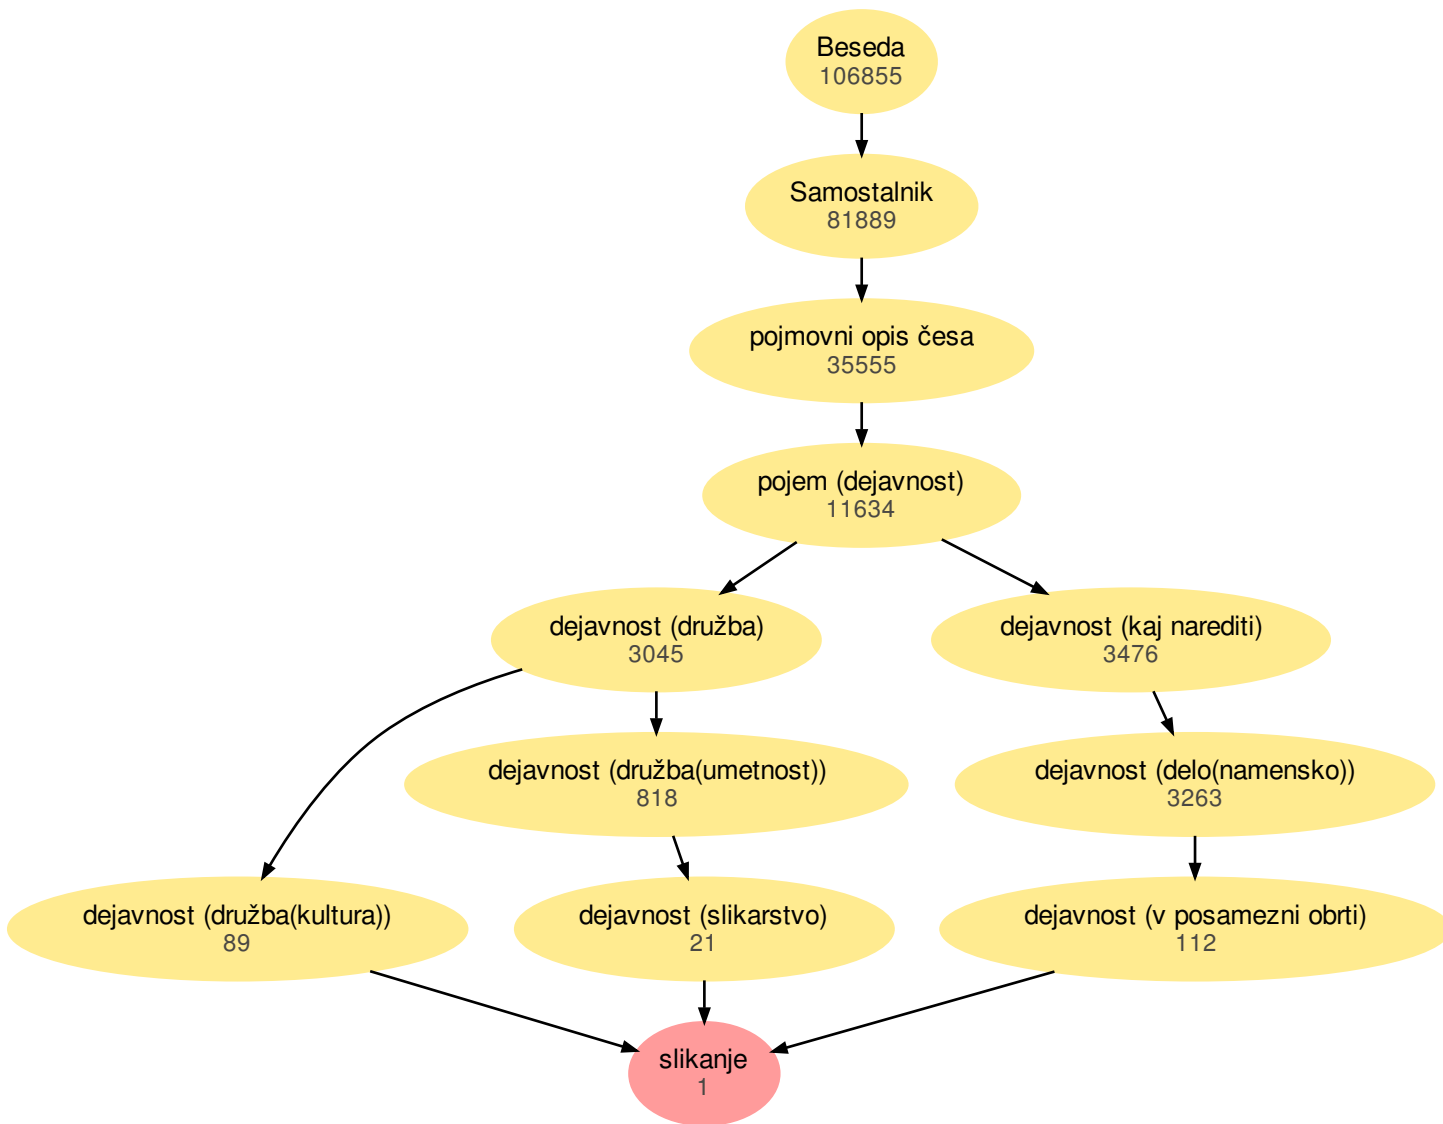 Beseda
106855
Samostalnik
81889
pojmovni opis česa
35555
pojem (dejavnost)
11634
dejavnost (družba)
3045
dejavnost (kaj narediti)
3476
dejavnost (družba(umetnost))
818
dejavnost (delo(namensko))
3263
dejavnost (družba(kultura))
89
dejavnost (slikarstvo)
21
dejavnost (v posamezni obrti)
112
slikanje
1